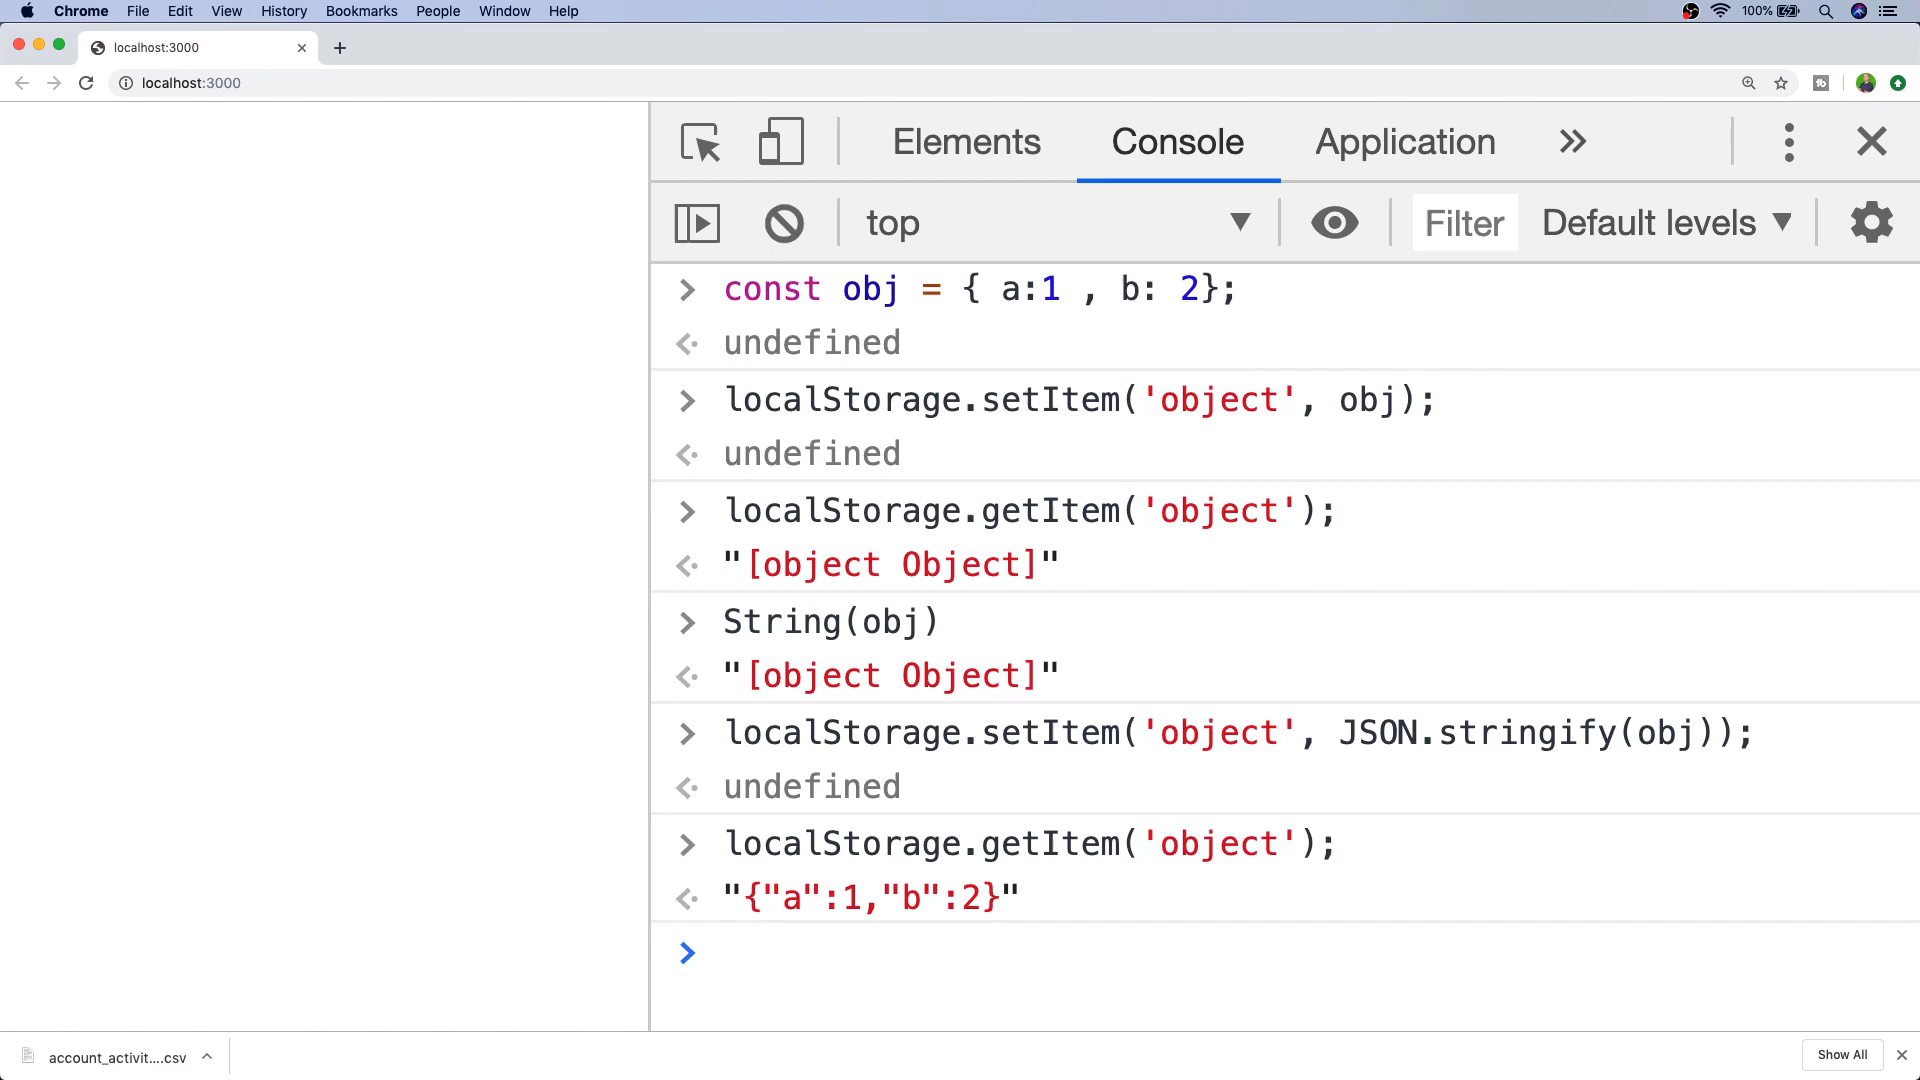 Chrome File Edit View History Bookmarks People Window Help 100%
localhost:3000
localhost:3000
Elements Console Application
top Filter Default levels
const obj = { a:1 , b: 2};
undefined
localStorage.setItem('object', obj);
undefined
localStorage.getItem('object');
"[object Object]"
String(obj)
"[object Object]"
localStorage.setItem('object', JSON.stringify(obj));
undefined
localStorage.getItem('object');
"{"a":1,"b":2}"
account_activit....csv Show All